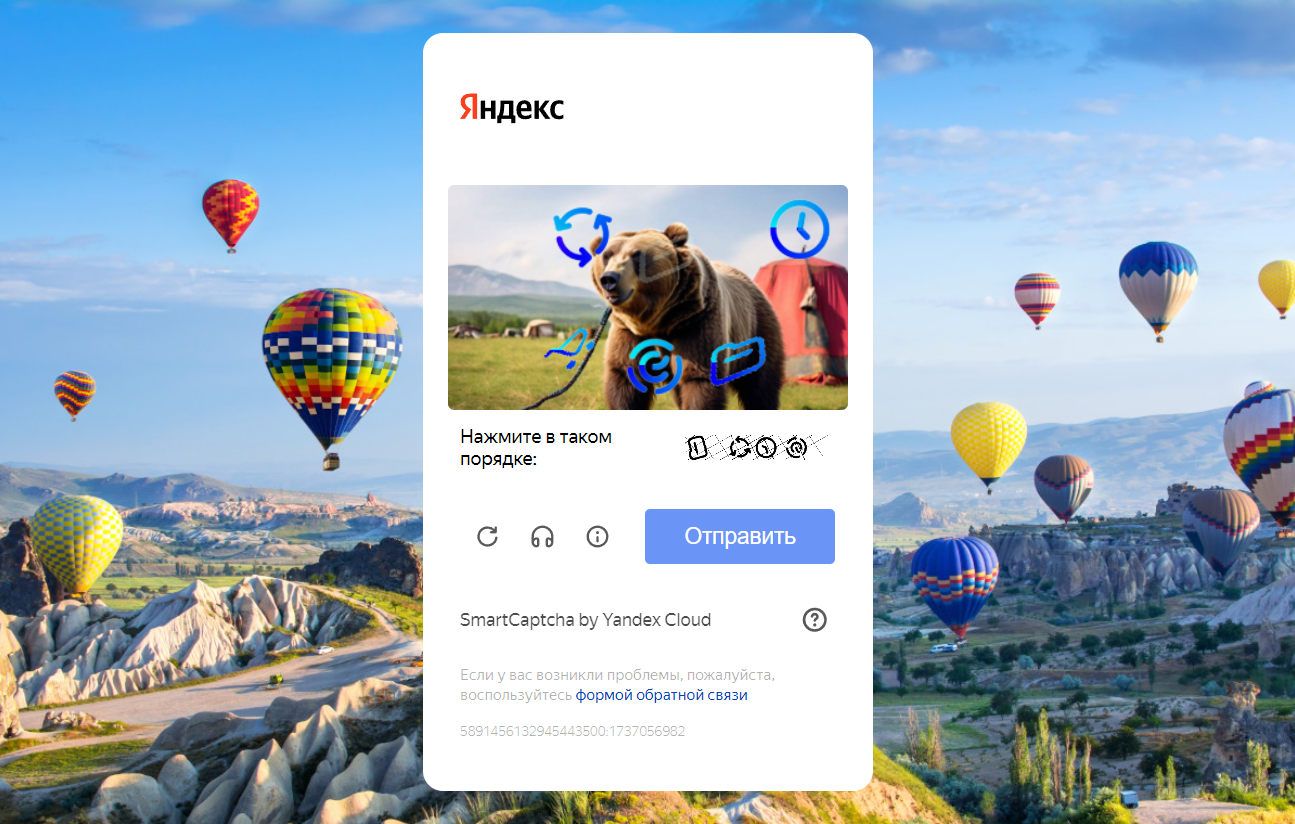 Яндекс
Нажмите в таком
порядке:
Отправить
SmartCaptcha by Yandex Cloud
Если у вас возникли проблемы, пожалуйста,
воспользуйтесь формой обратной связи
5891456132945443500:1737056982